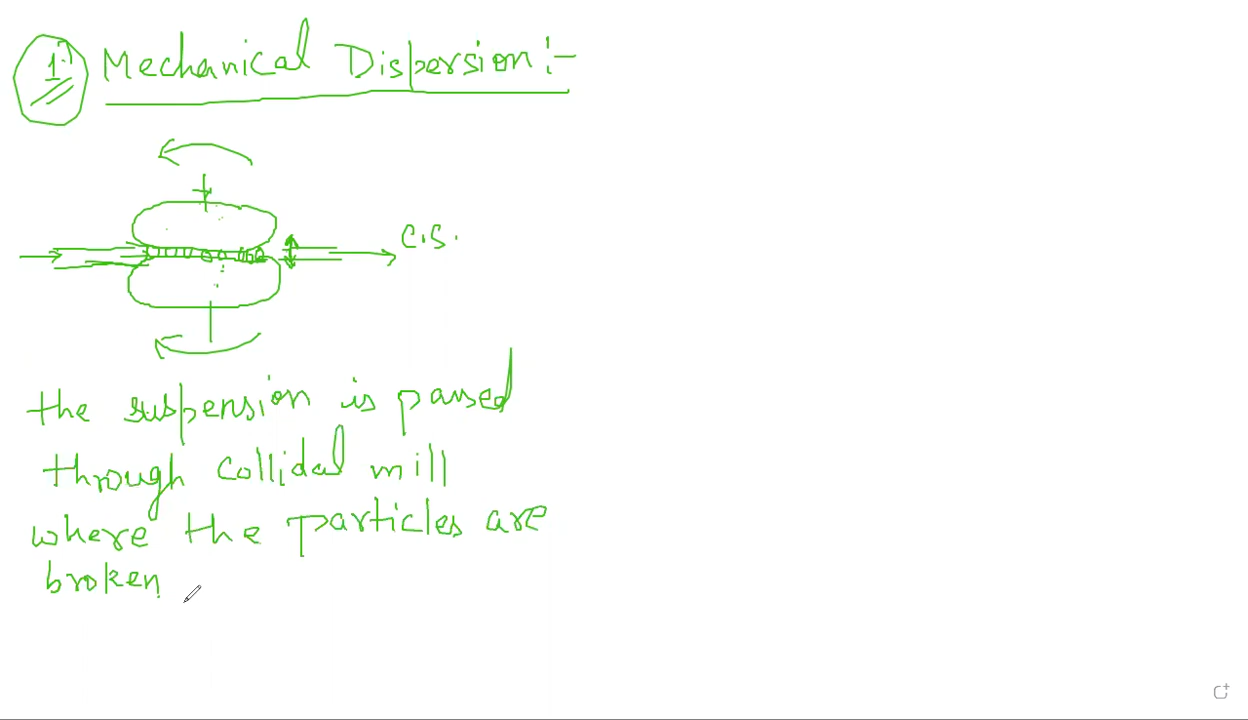 1.) Mechanical Dispersion :-
C.S.
the suspension is passed
through collidal mill
where the particles are
broken